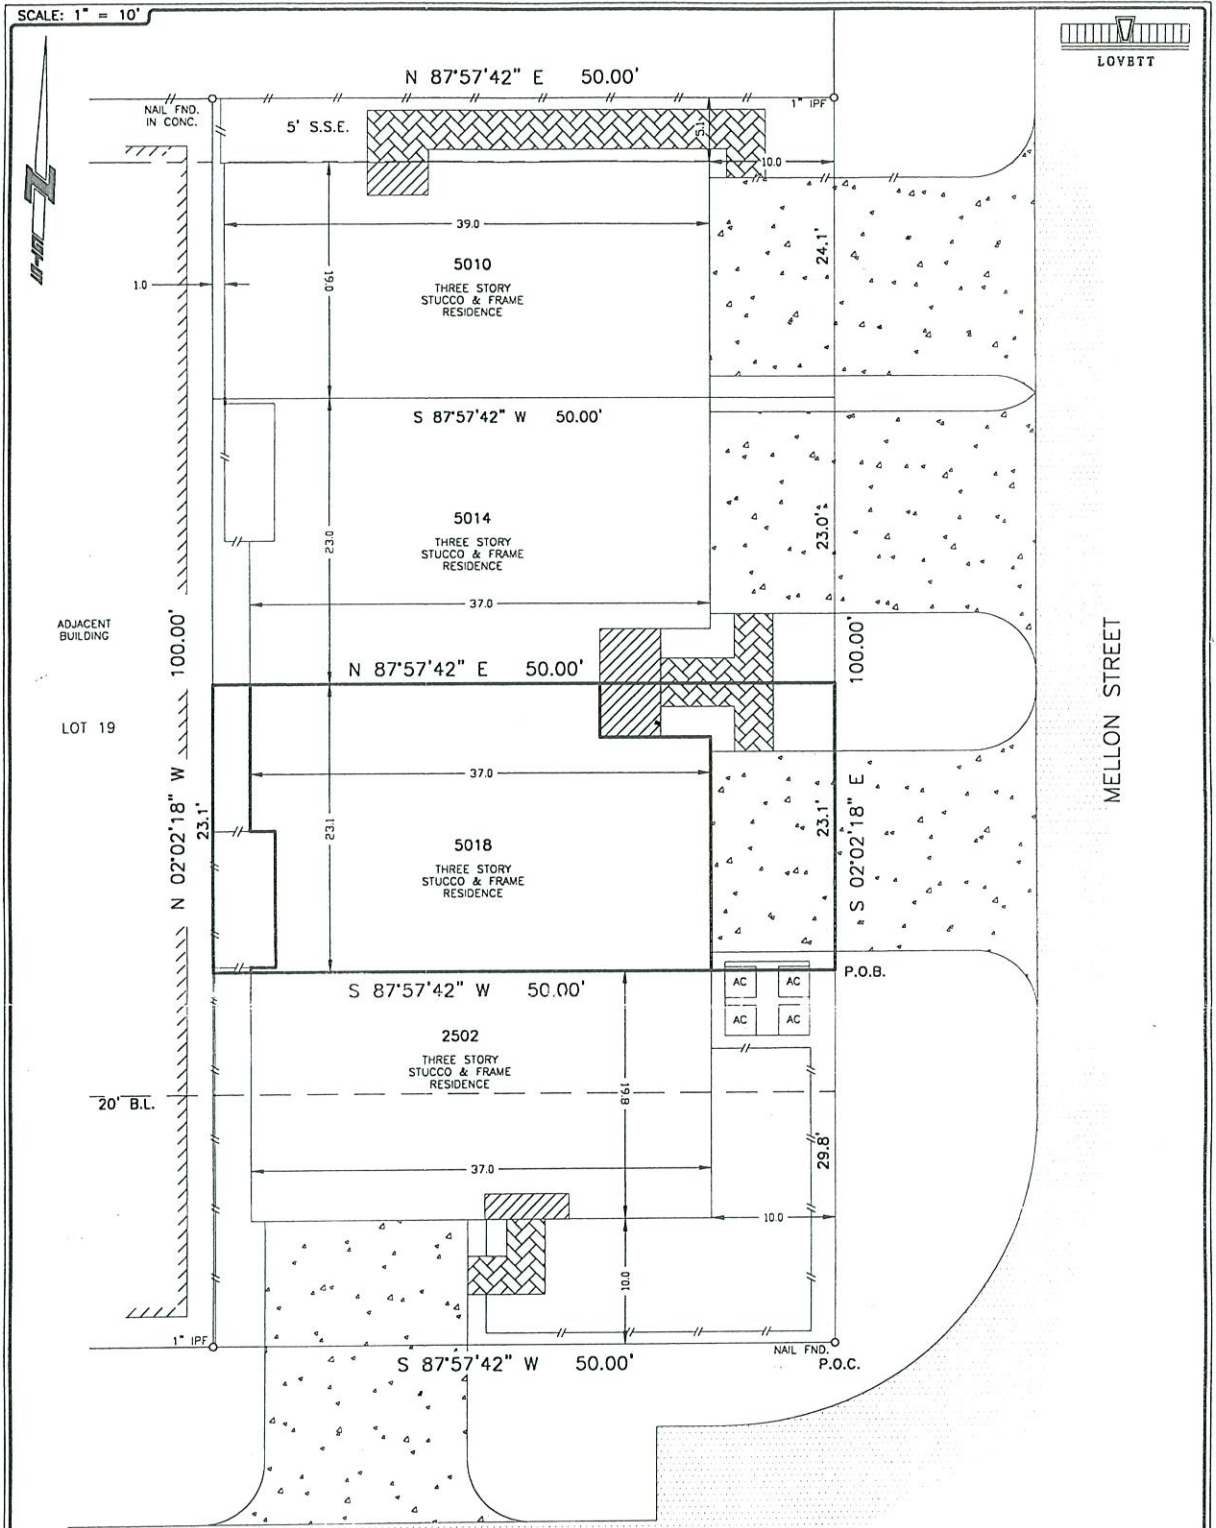 SCALE: 1" = 10'
LOVETT
N 87°57'42" E 50.00'
NAIL FND.
IN CONC.
1" IPF
5' S.S.E.
5.1
10.0
39.0
24.1'
19.0
1.0
5010
THREE STORY
STUCCO & FRAME
RESIDENCE
S 87°57'42" W 50.00'
5014
THREE STORY
STUCCO & FRAME
RESIDENCE
23.0
23.0'
37.0
ADJACENT
BUILDING
LOT 19
N 02°02'18" W 100.00'
N 87°57'42" E 50.00'
S 02°02'18" E 100.00'
MELLON STREET
37.0
23.1'
23.1
23.1'
5018
THREE STORY
STUCCO & FRAME
RESIDENCE
P.O.B.
S 87°57'42" W 50.00'
AC
AC
AC
AC
2502
THREE STORY
STUCCO & FRAME
RESIDENCE
20' B.L.
19.8
29.8'
37.0
10.0
10.0
1" IPF
NAIL FND.
P.O.C.
S 87°57'42" W 50.00'